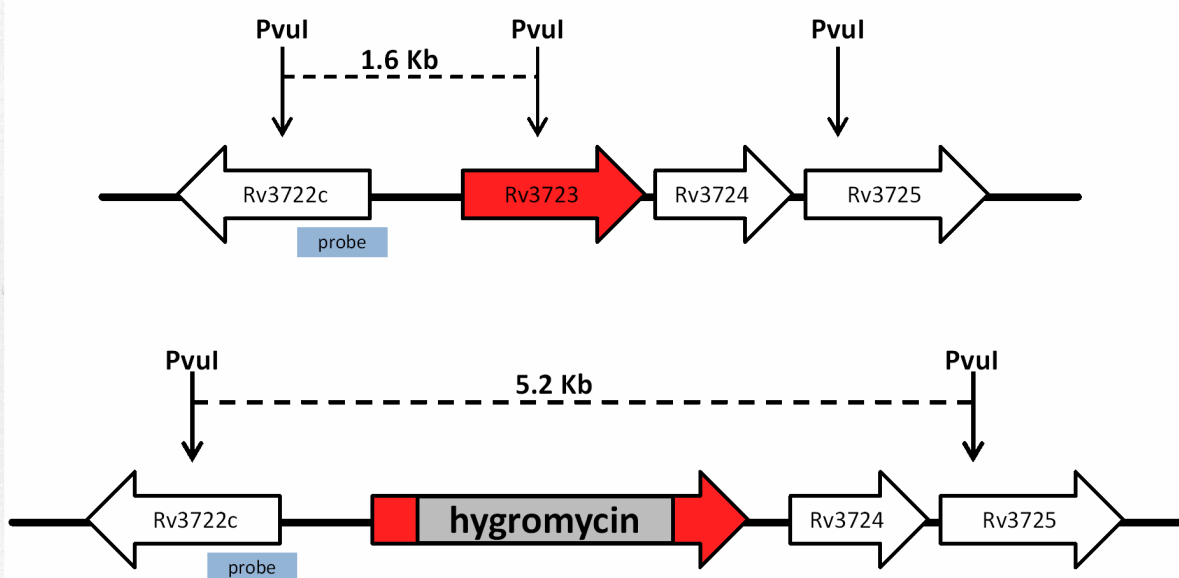 PvuI PvuI PvuI
1.6 Kb
Rv3722c Rv3723 Rv3724 Rv3725
probe
PvuI PvuI
5.2 Kb
Rv3722c hygromycin Rv3724 Rv3725
probe